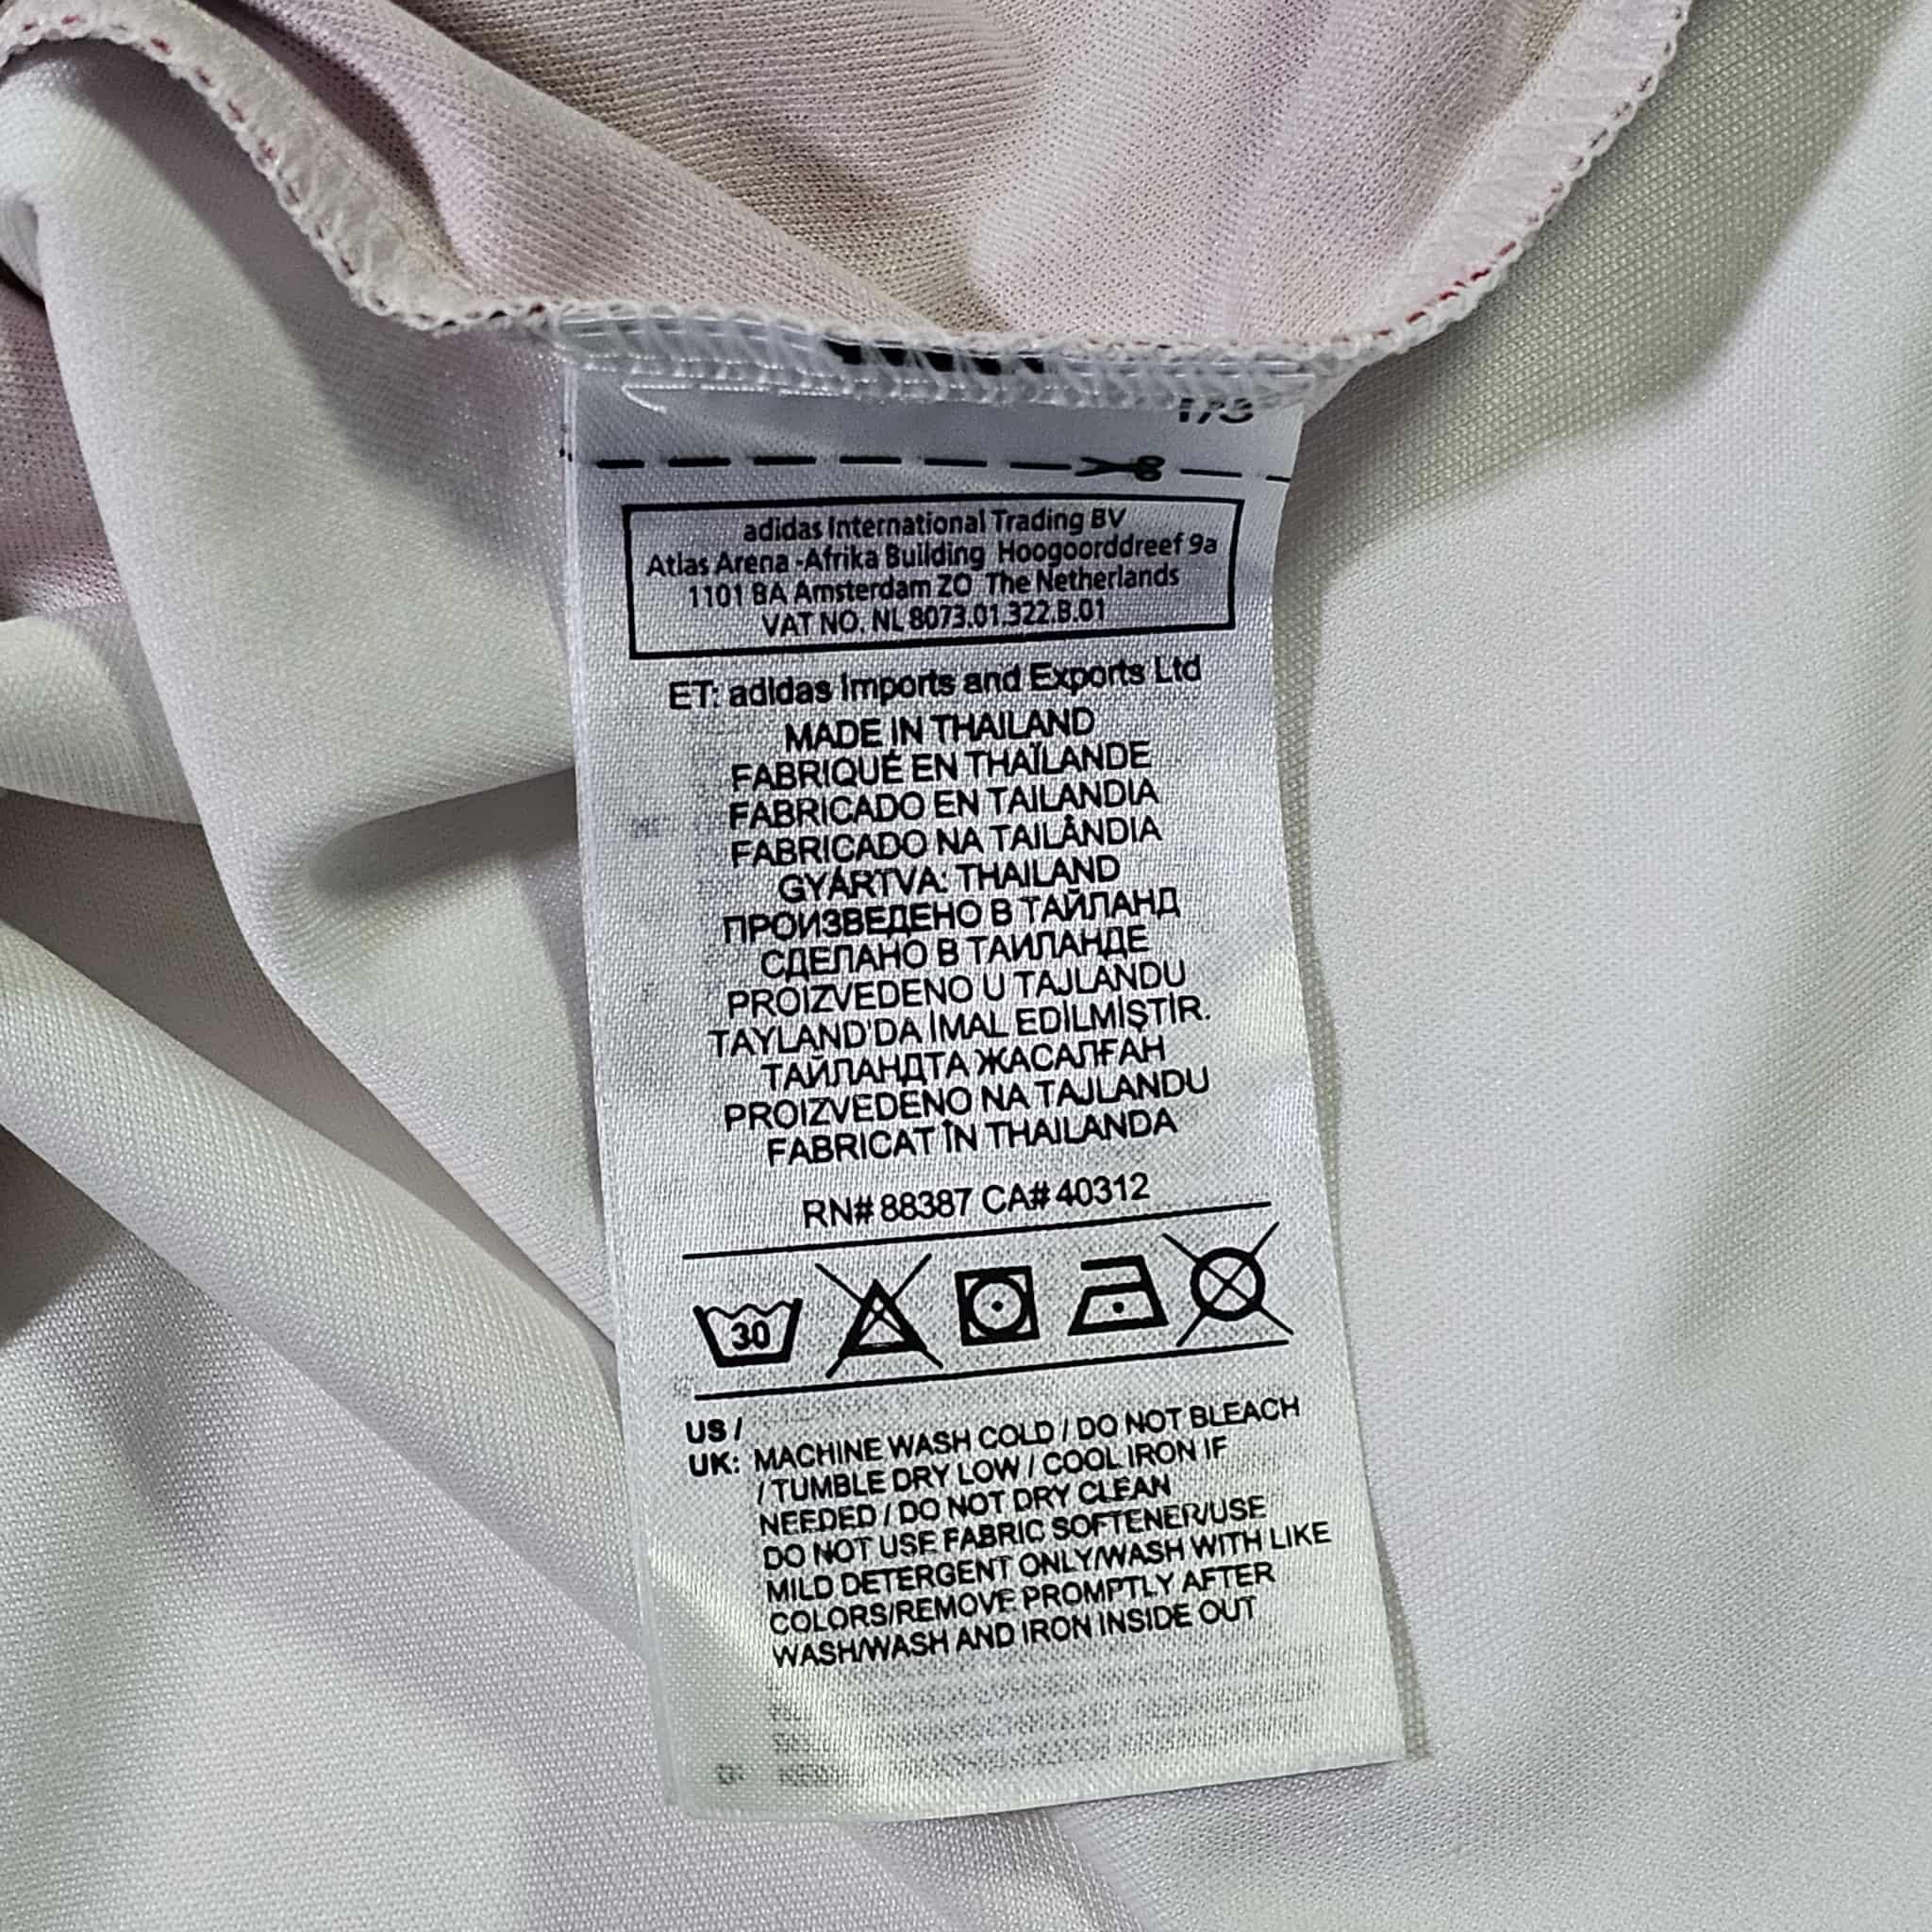 adidas International Trading BV
Atlas Arena -Afrika Building Hoogoorddreef 9a
1101 BA Amsterdam ZO The Netherlands
VAT NO. NL 8073.01.322.B.01
ET: adidas Imports and Exports Ltd
MADE IN THAILAND
FABRIQUÉ EN THAÏLANDE
FABRICADO EN TAILANDIA
FABRICADO NA TAILÂNDIA
GYÁRTVA: THAILAND
ПРОИЗВЕДЕНО В ТАЙЛАНД
СДЕЛАНО В ТАИЛАНДЕ
PROIZVEDENO U TAJLANDU
TAYLAND'DA İMAL EDİLMİŞTİR.
ТАЙЛАНДТА ЖАСАЛҒАН
PROIZVEDENO NA TAJLANDU
FABRICAT ÎN THAILANDA
RN# 88387 CA# 40312
30
US /
UK: MACHINE WASH COLD / DO NOT BLEACH
/ TUMBLE DRY LOW / COOL IRON IF
NEEDED / DO NOT DRY CLEAN
DO NOT USE FABRIC SOFTENER/USE
MILD DETERGENT ONLY/WASH WITH LIKE
COLORS/REMOVE PROMPTLY AFTER
WASH/WASH AND IRON INSIDE OUT